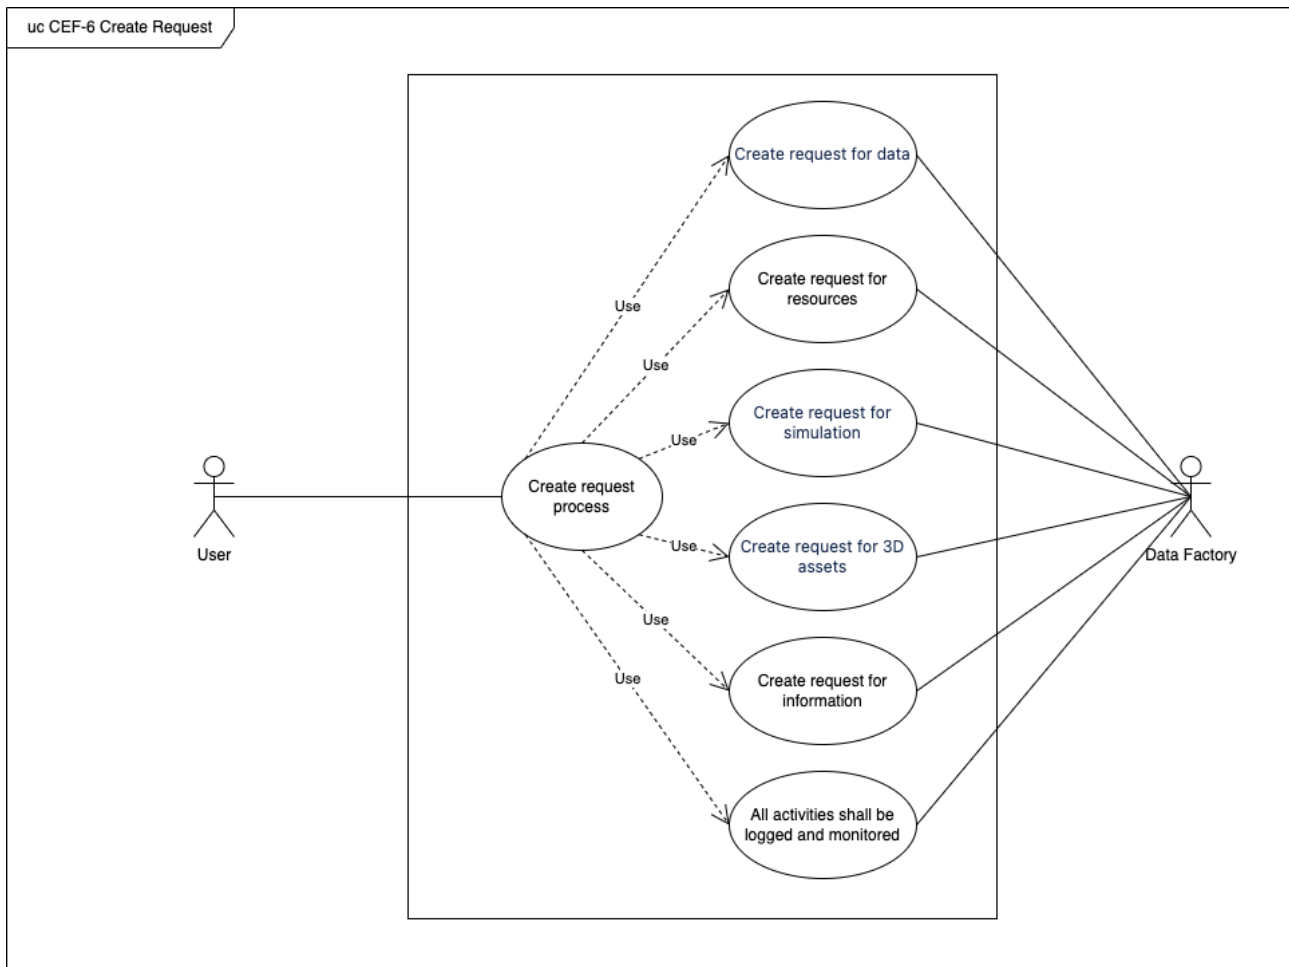 uc CEF-6 Create Request
Create request for data
Create request for
resources
Create request for
simulation
Create request for 3D
assets
Create request for
information
All activities shall be
logged and monitored
Create request
process
Use
Use
Use
Use
Use
Use
User
Data Factory